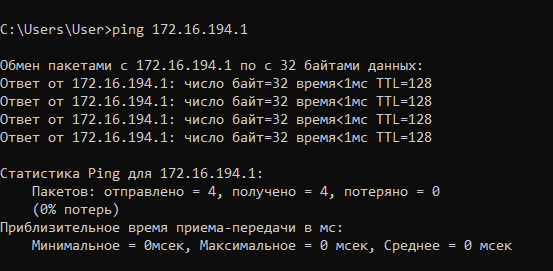 C:\Users\User>ping 172.16.194.1
Обмен пакетами с 172.16.194.1 по с 32 байтами данных:
Ответ от 172.16.194.1: число байт=32 время<1мс TTL=128
Ответ от 172.16.194.1: число байт=32 время<1мс TTL=128
Ответ от 172.16.194.1: число байт=32 время<1мс TTL=128
Ответ от 172.16.194.1: число байт=32 время<1мс TTL=128
Статистика Ping для 172.16.194.1:
Пакетов: отправлено = 4, получено = 4, потеряно = 0
(0% потерь)
Приблизительное время приема-передачи в мс:
Минимальное = 0мсек, Максимальное = 0 мсек, Среднее = 0 мсек